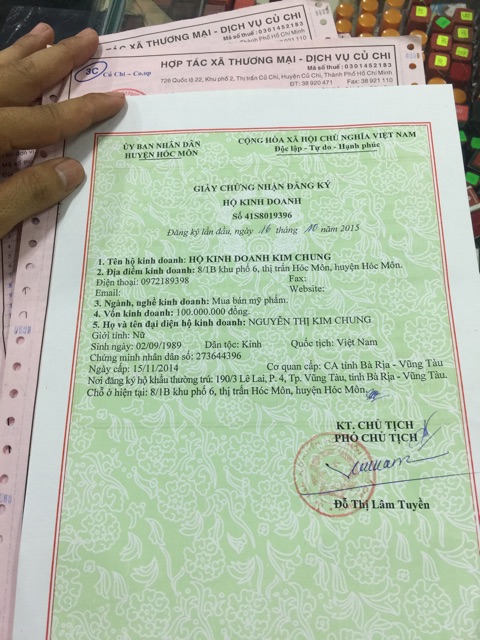 HỢP TÁC XÃ THƯƠNG MẠI - DỊCH VỤ CỦ CHI
Mã số thuế : 0301452183
3C
Củ Chi - Co.op
HỢP TÁC XÃ THƯƠNG MẠI - DỊCH VỤ CỦ CHI
Mã số thuế : 0301452183
726 Quốc lộ 22, Khu phố 2, Thị trấn Củ Chi, Huyện Củ Chi, Thành Phố Hồ Chí Minh
ĐT: 38 920 471 Fax: 38 921 110
ỦY BAN NHÂN DÂN
HUYỆN HÓC MÔN
CỘNG HÒA XÃ HỘI CHỦ NGHĨA VIỆT NAM
Độc lập - Tự do - Hạnh phúc
GIẤY CHỨNG NHẬN ĐĂNG KÝ
HỘ KINH DOANH
Số 41S8019396
Đăng ký lần đầu, ngày 16 tháng 10 năm 2015
1. Tên hộ kinh doanh: HỘ KINH DOANH KIM CHUNG
2. Địa điểm kinh doanh: 8/1B khu phố 6, thị trấn Hóc Môn, huyện Hóc Môn.
Điện thoại: 0972189398 Fax:
Email: Website:
3. Ngành, nghề kinh doanh: Mua bán mỹ phẩm.
4. Vốn kinh doanh: 100.000.000 đồng.
5. Họ và tên đại diện hộ kinh doanh: NGUYỄN THỊ KIM CHUNG
Giới tính: Nữ
Sinh ngày: 02/09/1989 Dân tộc: Kinh Quốc tịch: Việt Nam
Chứng minh nhân dân số: 273644396
Ngày cấp: 15/11/2014 Cơ quan cấp: CA tỉnh Bà Rịa - Vũng Tàu
Nơi đăng ký hộ khẩu thường trú: 190/3 Lê Lai, P. 4, Tp. Vũng Tàu, tỉnh Bà Rịa - Vũng Tàu.
Chỗ ở hiện tại: 8/1B khu phố 6, thị trấn Hóc Môn, huyện Hóc Môn.
KT. CHỦ TỊCH
PHÓ CHỦ TỊCH
Đỗ Thị Lâm Tuyền